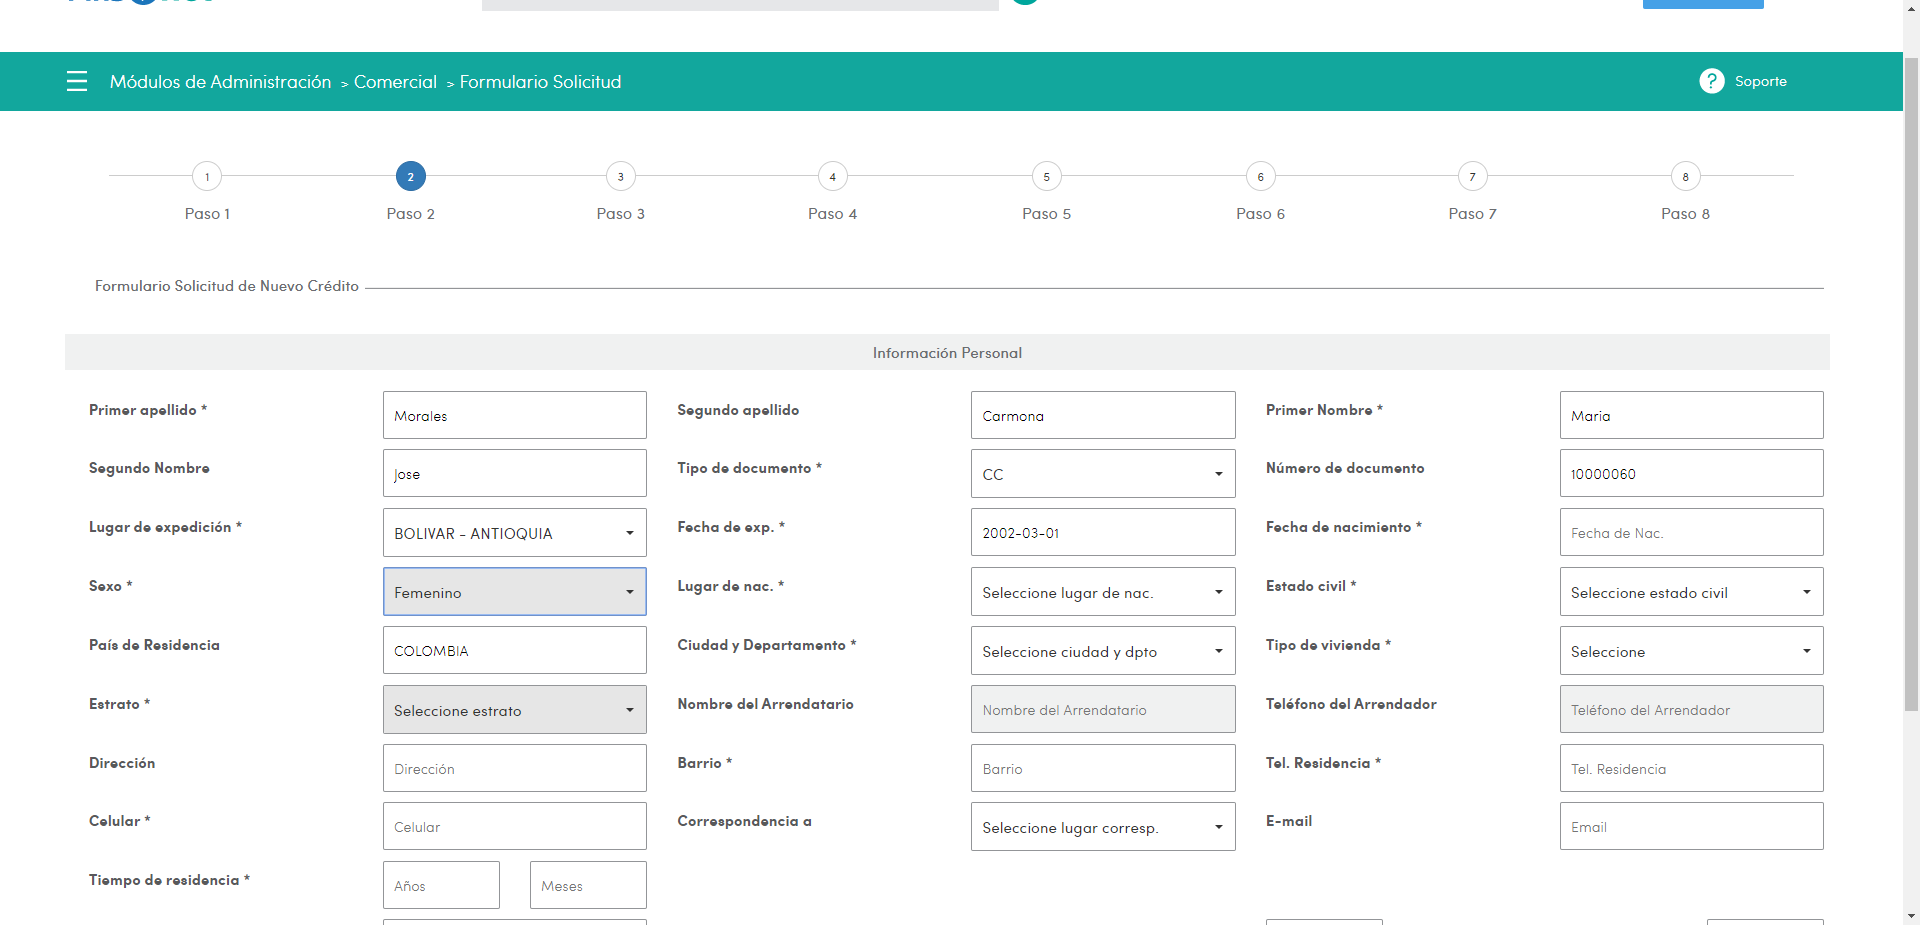 Módulos de Administración > Comercial > Formulario Solicitud
? Soporte
1 2 3 4 5 6 7 8
Paso 1 Paso 2 Paso 3 Paso 4 Paso 5 Paso 6 Paso 7 Paso 8
Formulario Solicitud de Nuevo Crédito
Información Personal
Primer apellido * Morales Segundo apellido Carmona Primer Nombre * Maria
Segundo Nombre Jose Tipo de documento * CC Número de documento 10000060
Lugar de expedición * BOLIVAR - ANTIOQUIA Fecha de exp. * 2002-03-01 Fecha de nacimiento * Fecha de Nac.
Sexo * Femenino Lugar de nac. * Seleccione lugar de nac. Estado civil * Seleccione estado civil
País de Residencia COLOMBIA Ciudad y Departamento * Seleccione ciudad y dpto Tipo de vivienda * Seleccione
Estrato * Seleccione estrato Nombre del Arrendatario Nombre del Arrendatario Teléfono del Arrendador Teléfono del Arrendador
Dirección Dirección Barrio * Barrio Tel. Residencia * Tel. Residencia
Celular * Celular Correspondencia a Seleccione lugar corresp. E-mail Email
Tiempo de residencia * Años Meses